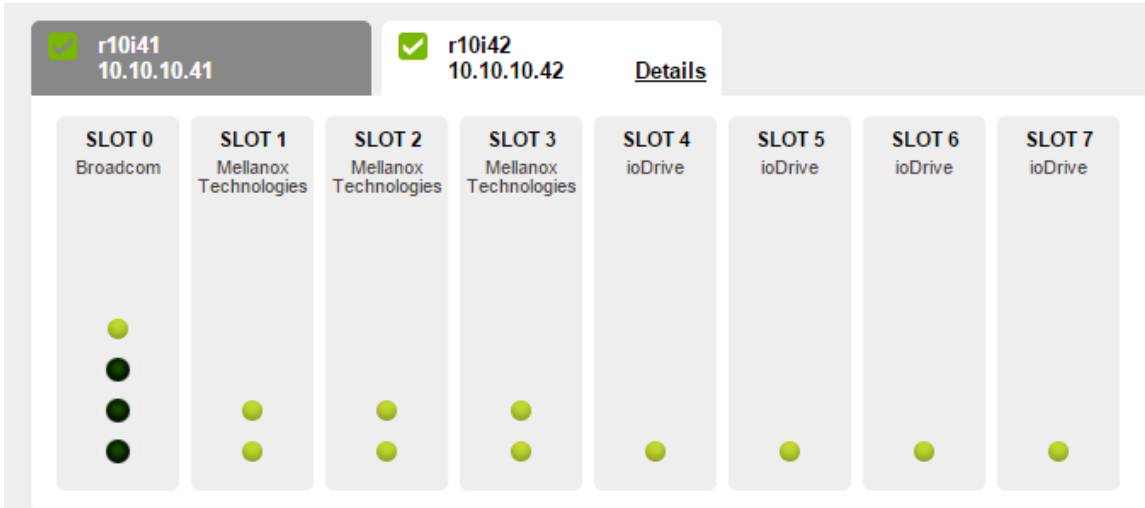 r10i41
10.10.10.41
r10i42
10.10.10.42
Details
SLOT 0
Broadcom
SLOT 1
Mellanox
Technologies
SLOT 2
Mellanox
Technologies
SLOT 3
Mellanox
Technologies
SLOT 4
ioDrive
SLOT 5
ioDrive
SLOT 6
ioDrive
SLOT 7
ioDrive